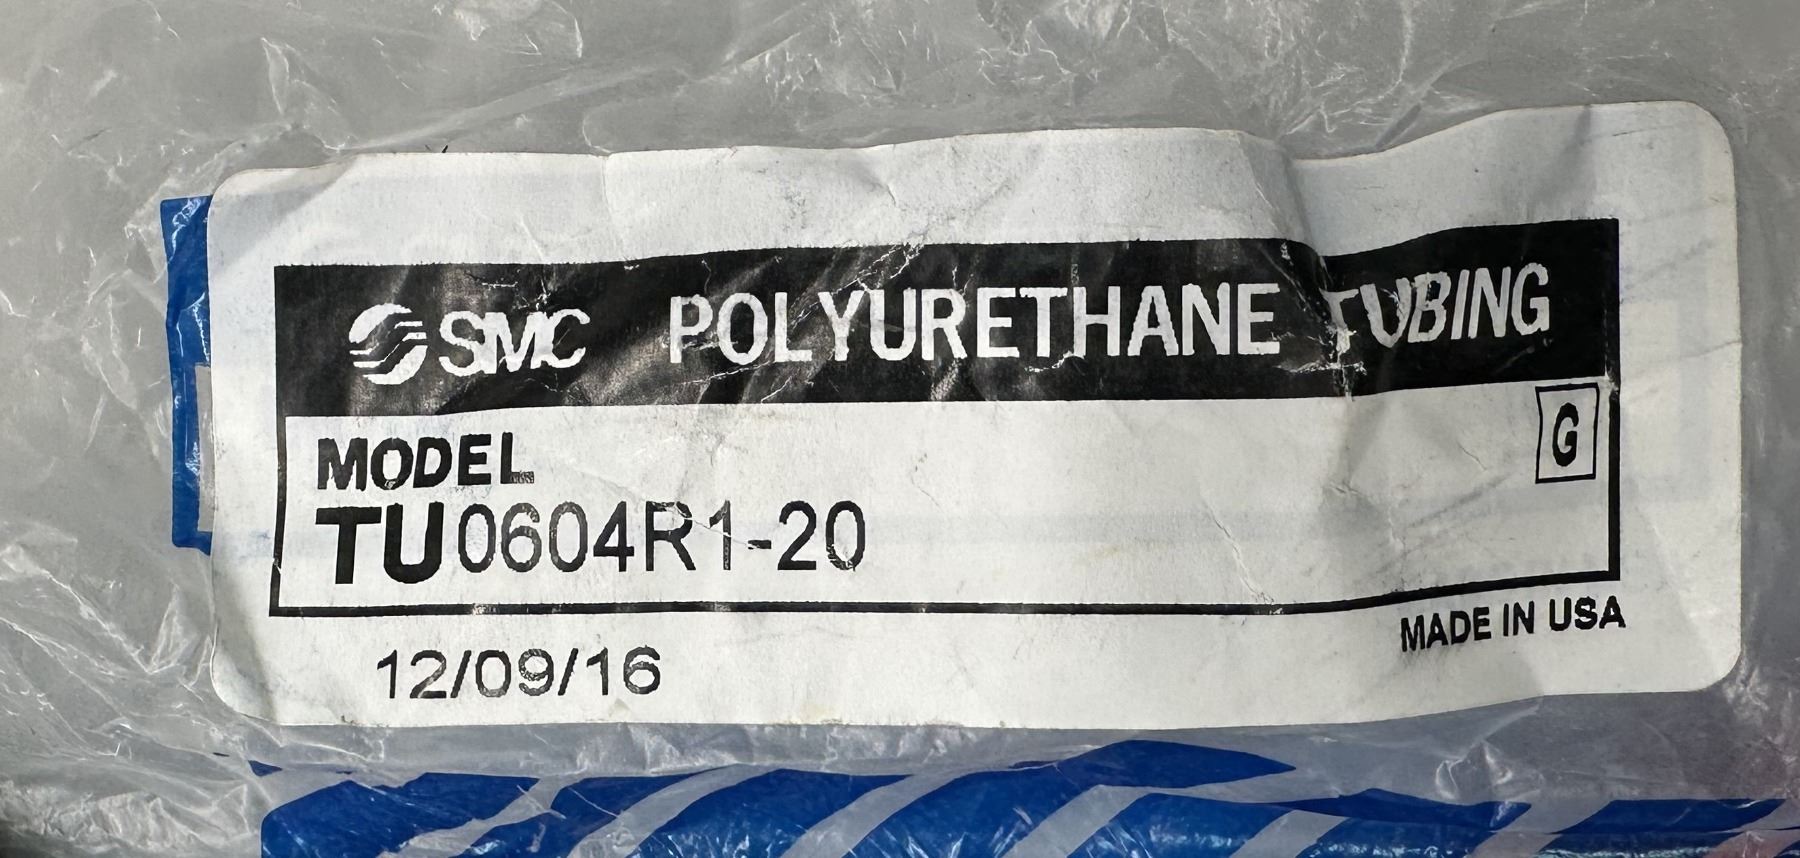 SMC POLYURETHANE TUBING
G
MODEL
TU0604R1-20
MADE IN USA
12/09/16